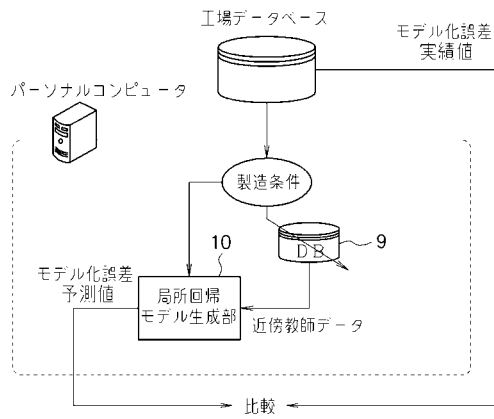 工場データベース
モデル化誤差
実績値
パーソナルコンピュータ
製造条件
DB
9
10
モデル化誤差
予測値
局所回帰
モデル生成部
近傍教師データ
比較